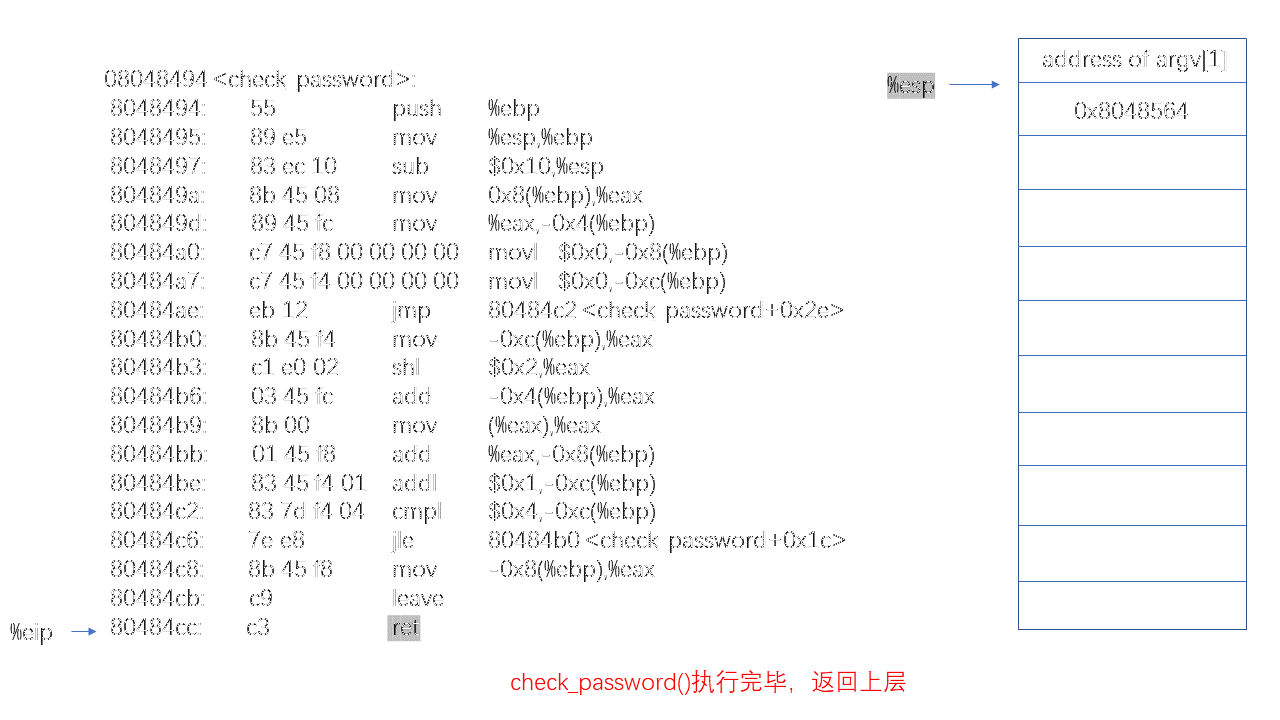 08048494 <check_password>:
8048494: 55 push %ebp
8048495: 89 e5 mov %esp,%ebp
8048497: 83 ec 10 sub $0x10,%esp
804849a: 8b 45 08 mov 0x8(%ebp),%eax
804849d: 89 45 fc mov %eax,-0x4(%ebp)
80484a0: c7 45 f8 00 00 00 00 movl $0x0,-0x8(%ebp)
80484a7: c7 45 f4 00 00 00 00 movl $0x0,-0xc(%ebp)
80484ae: eb 12 jmp 80484c2 <check_password+0x2e>
80484b0: 8b 45 f4 mov -0xc(%ebp),%eax
80484b3: c1 e0 02 shl $0x2,%eax
80484b6: 03 45 fc add -0x4(%ebp),%eax
80484b9: 8b 00 mov (%eax),%eax
80484bb: 01 45 f8 add %eax,-0x8(%ebp)
80484be: 83 45 f4 01 addl $0x1,-0xc(%ebp)
80484c2: 83 7d f4 04 cmpl $0x4,-0xc(%ebp)
80484c6: 7e e8 jle 80484b0 <check_password+0x1c>
80484c8: 8b 45 f8 mov -0x8(%ebp),%eax
80484cb: c9 leave
%eip 80484cc: c3 ret
address of argv[1]
%esp
0x8048564
check_password()执行完毕，返回上层